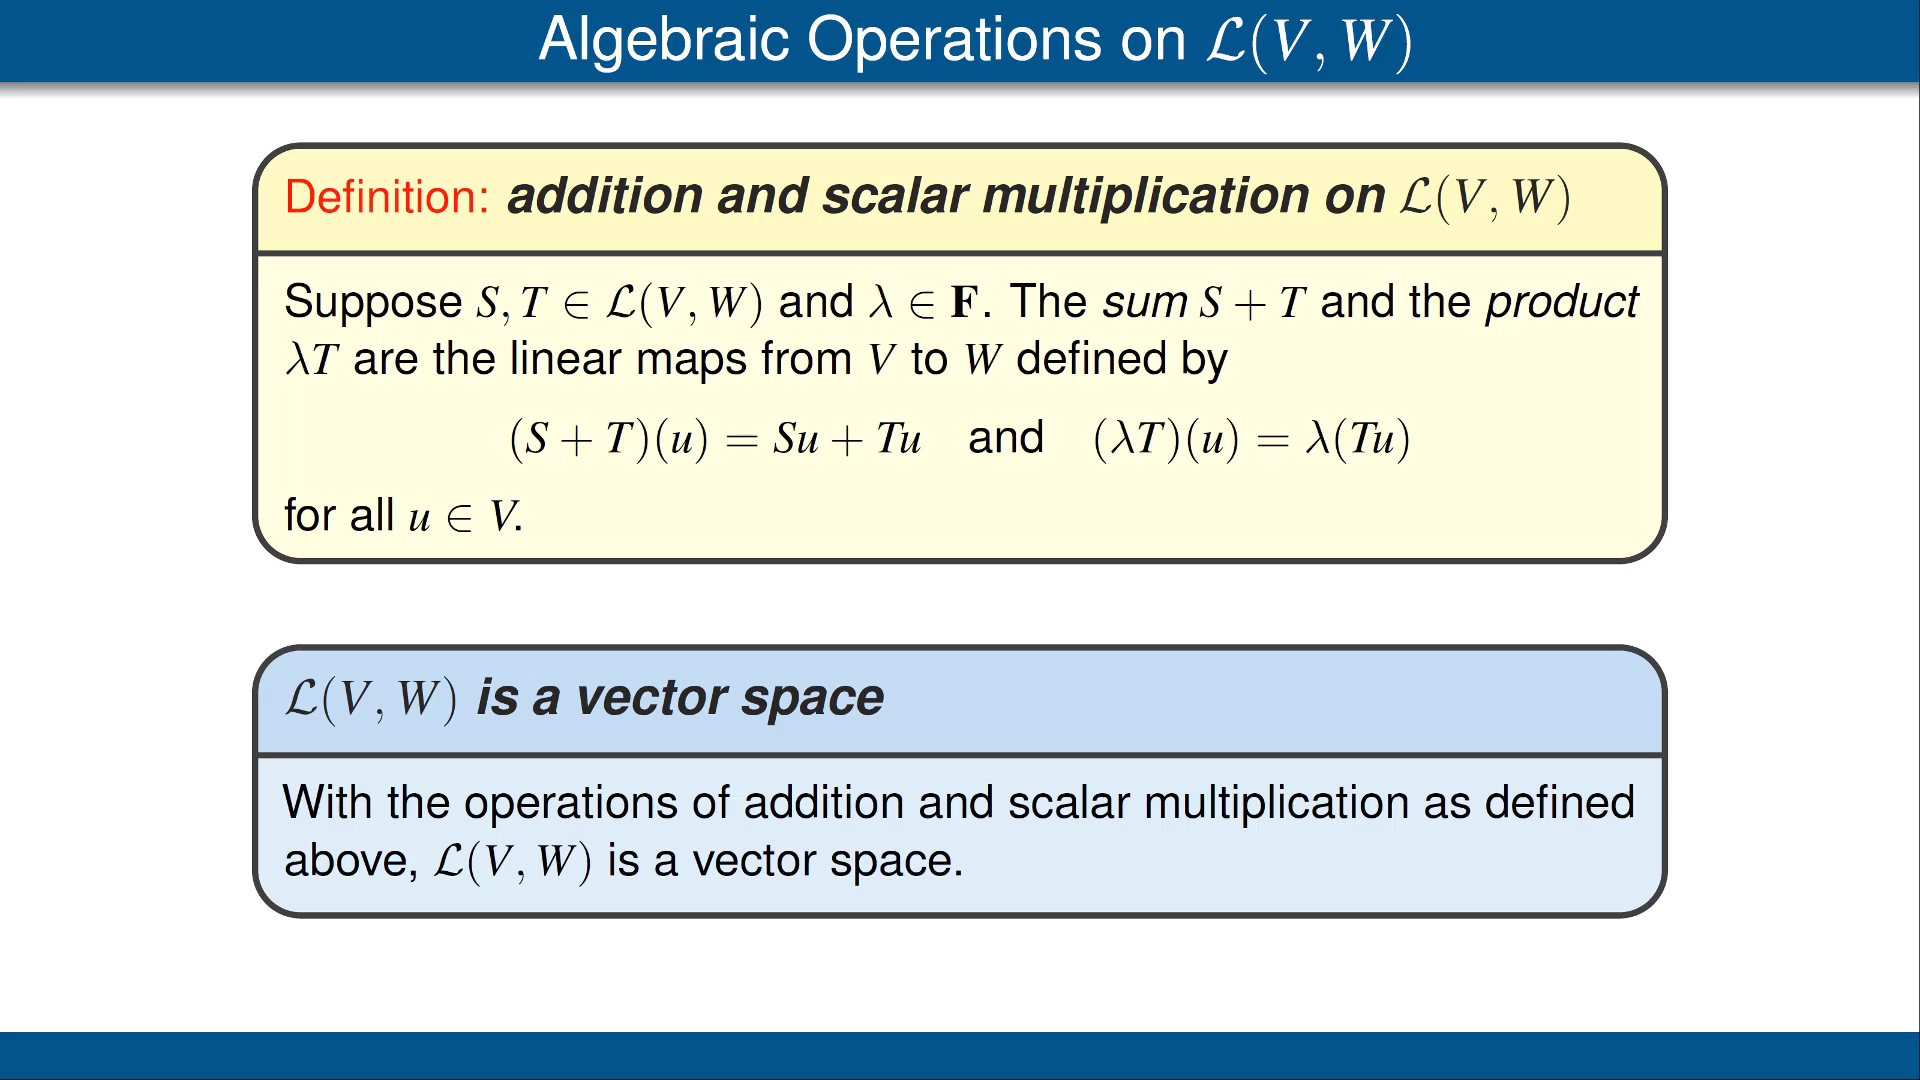 Algebraic Operations on ℒ(V, W)
Definition: addition and scalar multiplication on ℒ(V, W)
Suppose S, T ∈ ℒ(V, W) and λ ∈ F. The sum S + T and the product
λT are the linear maps from V to W defined by
(S + T)(u) = Su + Tu and (λT)(u) = λ(Tu)
for all u ∈ V.
ℒ(V, W) is a vector space
With the operations of addition and scalar multiplication as defined
above, ℒ(V, W) is a vector space.